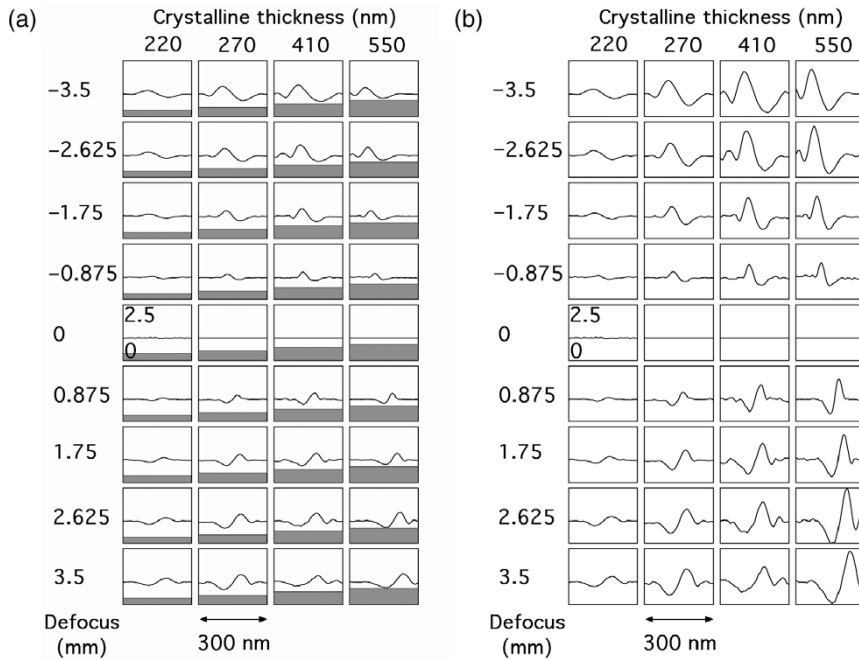 (a) Crystalline thickness (nm) (b) Crystalline thickness (nm)
220 270 410 550 220 270 410 550
−3.5 −3.5
−2.625 −2.625
−1.75 −1.75
−0.875 −0.875
2.5 2.5
0 0
0 0
0.875 0.875
1.75 1.75
2.625 2.625
3.5 3.5
Defocus Defocus
(mm) 300 nm (mm) 300 nm